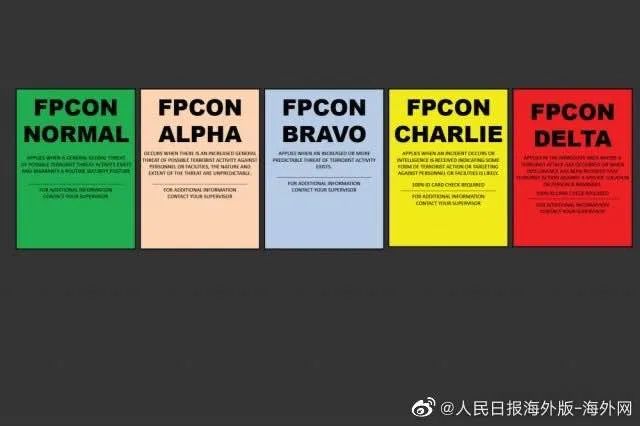 FPCON
NORMAL
APPLIES WHEN A GENERAL GLOBAL THREAT
OF POSSIBLE TERRORIST THREAT ACTIVITY EXISTS
AND WARRANTS A ROUTINE SECURITY POSTURE
FOR ADDITIONAL INFORMATION
CONTACT YOUR SUPERVISOR
FPCON
ALPHA
OCCURS WHEN THERE IS AN INCREASED GENERAL
THREAT OF POSSIBLE TERRORIST ACTIVITY AGAINST
PERSONNEL OR FACILITIES, THE NATURE AND
EXTENT OF THE THREAT ARE UNPREDICTABLE.
FOR ADDITIONAL INFORMATION
CONTACT YOUR SUPERVISOR
FPCON
BRAVO
APPLIES WHEN AN INCREASED OR MORE
PREDICTABLE THREAT OF TERRORIST ACTIVITY
EXISTS.
FOR ADDITIONAL INFORMATION
CONTACT YOUR SUPERVISOR
FPCON
CHARLIE
APPLIES WHEN AN INCIDENT OCCURS OR
INTELLIGENCE IS RECEIVED INDICATING SOME
FORM OF TERRORIST ACTION OR TARGETING
AGAINST PERSONNEL OR FACILITIES IS LIKELY.
100% ID CARD CHECK REQUIRED
FOR ADDITIONAL INFORMATION
CONTACT YOUR SUPERVISOR
FPCON
DELTA
APPLIES IN THE IMMEDIATE AREA WHERE A
TERRORIST ATTACK HAS OCCURRED OR WHEN
INTELLIGENCE HAS BEEN RECEIVED THAT
TERRORIST ACTION AGAINST A SPECIFIC LOCATION
OR PERSON IS IMMINENT.
100% ID CARD CHECK REQUIRED
FOR ADDITIONAL INFORMATION
CONTACT YOUR SUPERVISOR
@人民日报海外版-海外网